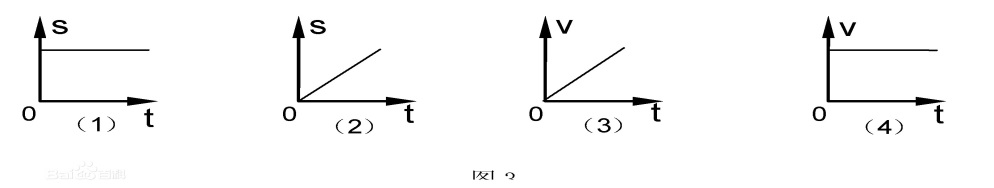 s s v v
0 t 0 t 0 t 0 t
(1) (2) (3) (4)
图 3